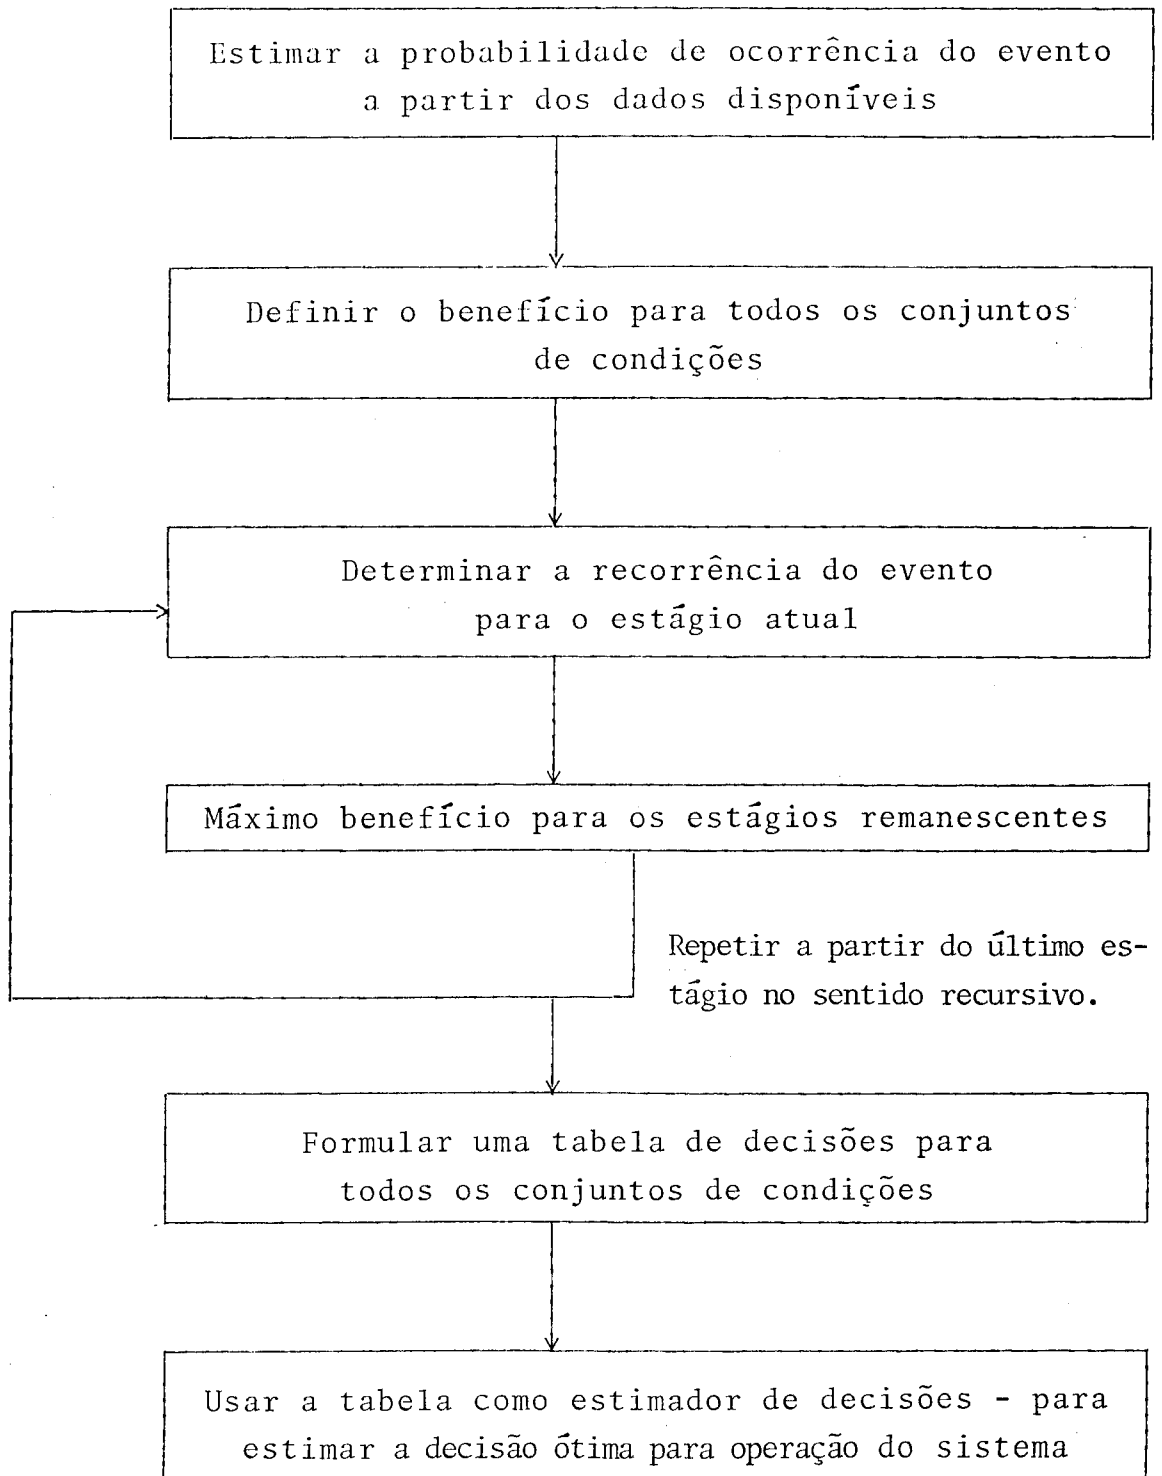 Estimar a probabilidade de ocorrência do evento
a partir dos dados disponíveis
Definir o benefício para todos os conjuntos
de condições
Determinar a recorrência do evento
para o estágio atual
Máximo benefício para os estágios remanescentes
Repetir a partir do último es-
tágio no sentido recursivo.
Formular uma tabela de decisões para
todos os conjuntos de condições
Usar a tabela como estimador de decisões - para
estimar a decisão ótima para operação do sistema